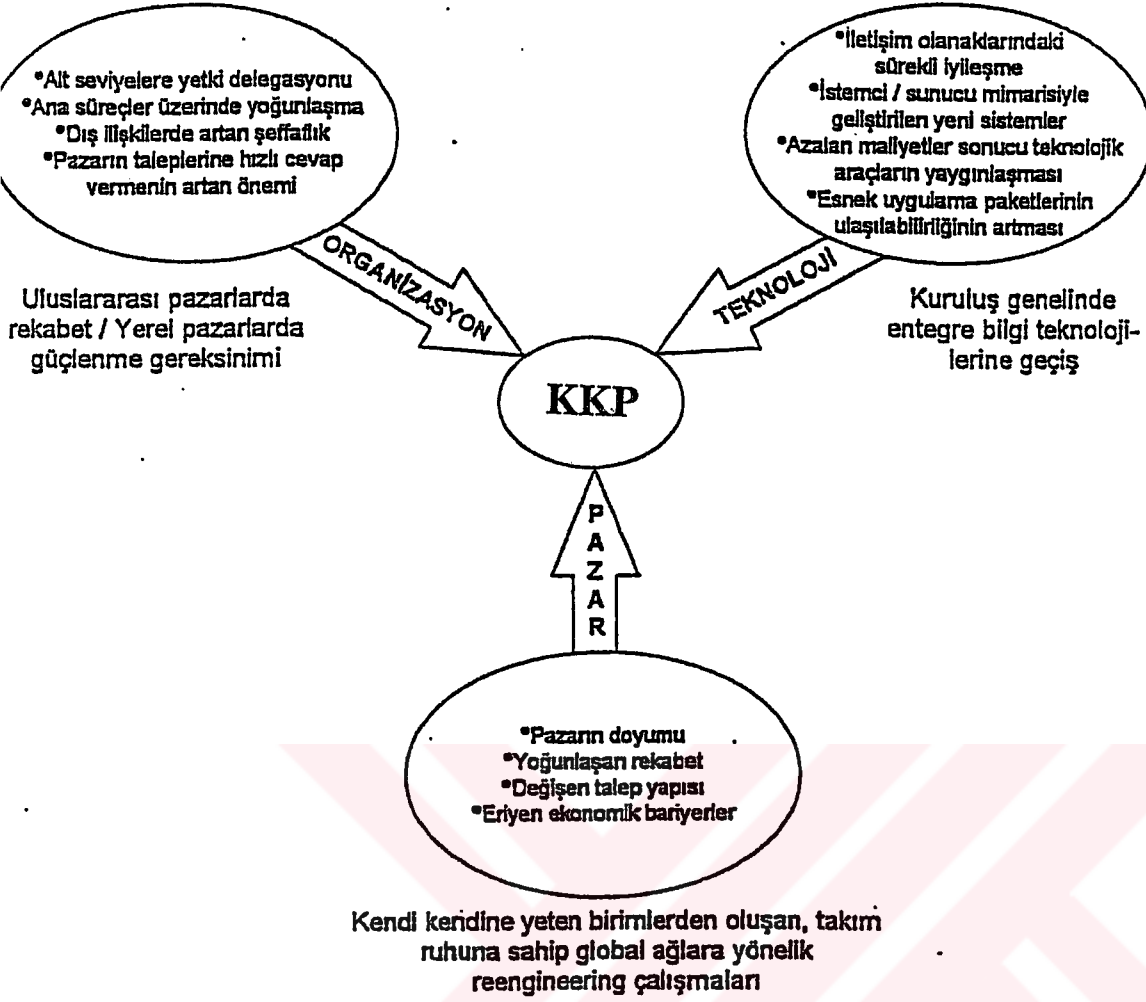 •Alt seviyelere yetki delegasyonu
•Ana süreçler üzerinde yoğunlaşma
•Dış ilişkilerde artan şeffaflık
•Pazarın taleplerine hızlı cevap
vermenin artan önemi
•İletişim olanaklarındaki
sürekli iyileşme
•İstemci / sunucu mimarisiyle
geliştirilen yeni sistemler
•Azalan maliyetler sonucu teknolojik
araçların yaygınlaşması
•Esnek uygulama paketlerinin
ulaşılabilirliğinin artması
ORGANİZASYON
TEKNOLOJİ
Uluslararası pazarlarda
rekabet / Yerel pazarlarda
güçlenme gereksinimi
Kuruluş genelinde
entegre bilgi teknoloji-
lerine geçiş
KKP
PAZAR
•Pazarın doyumu
•Yoğunlaşan rekabet
•Değişen talep yapısı
•Eriyen ekonomik bariyerler
Kendi kendine yeten birimlerden oluşan, takım
ruhuna sahip global ağlara yönelik
reengineering çalışmaları